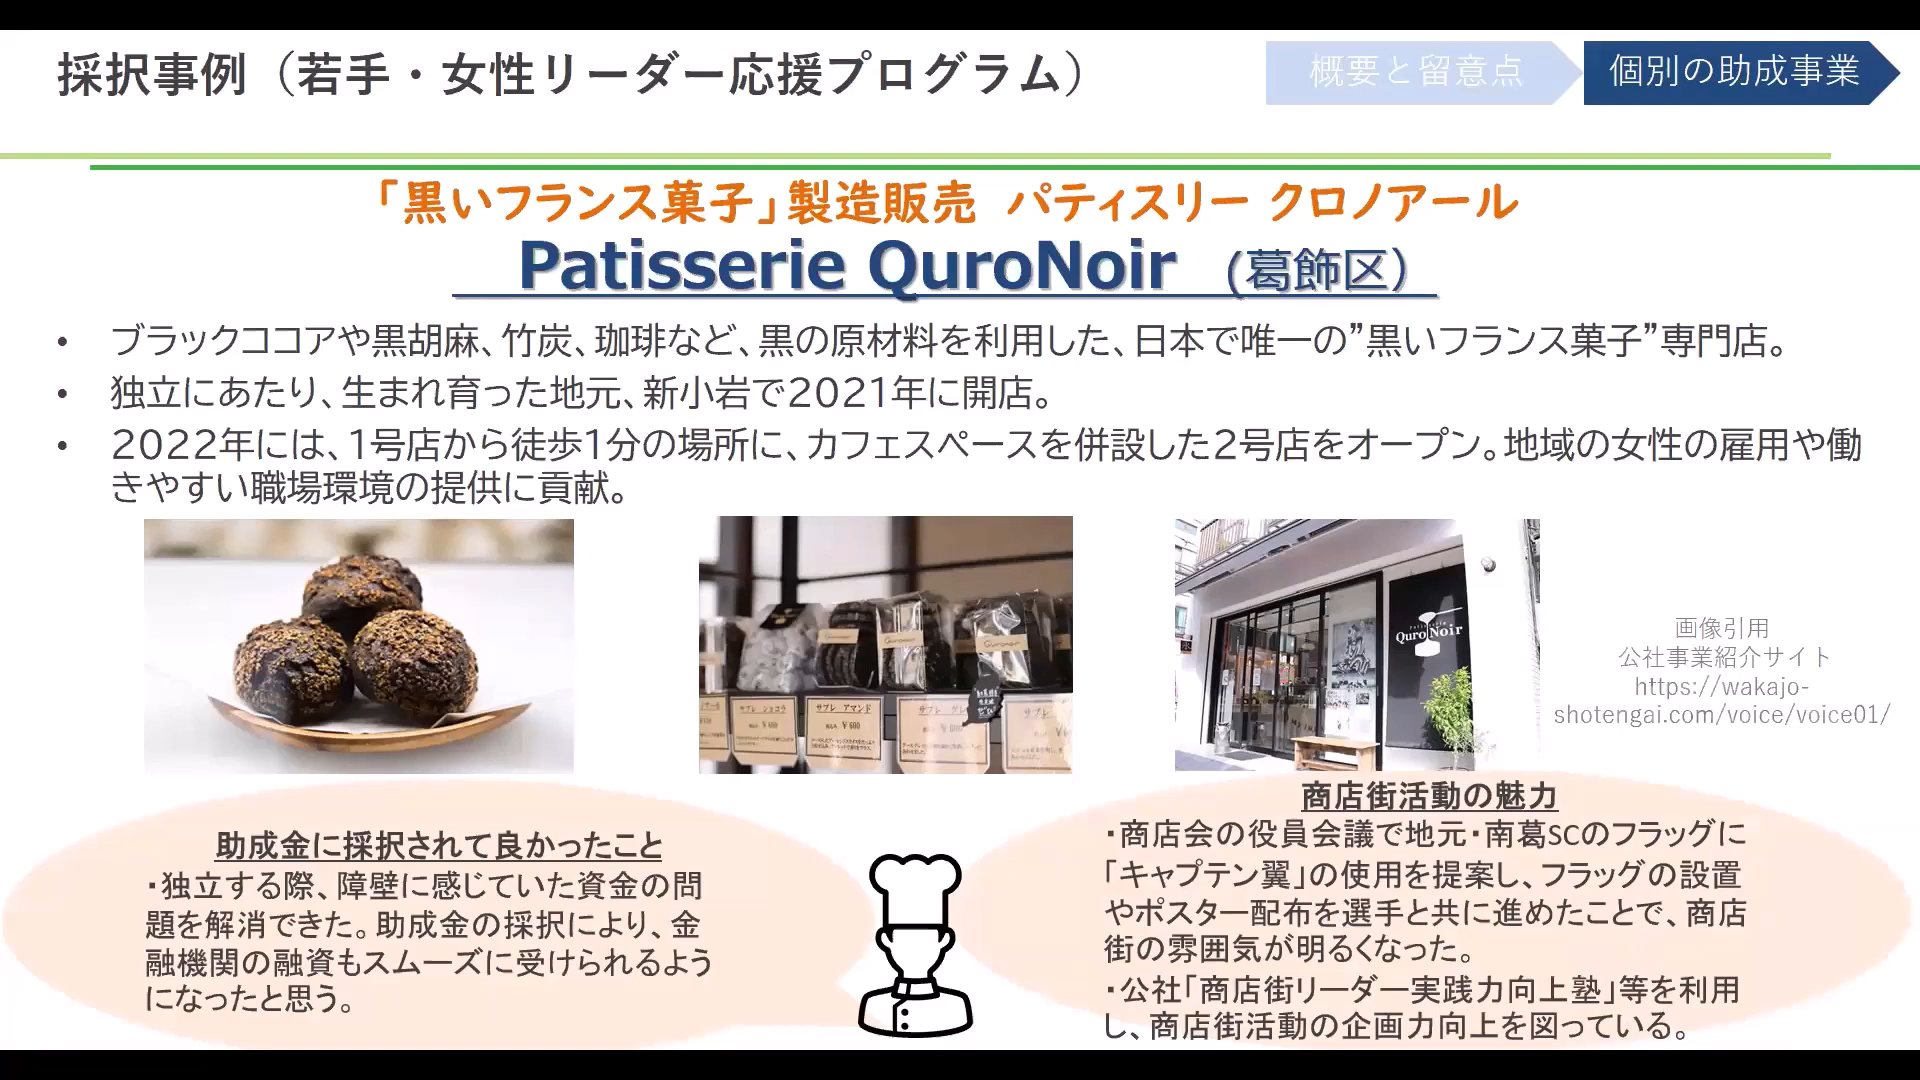 採択事例（若手・女性リーダー応援プログラム）
概要と留意点
個別の助成事業
「黒いフランス菓子」製造販売 パティスリー クロノアール
Patisserie QuroNoir (葛飾区）
• ブラックココアや黒胡麻、竹炭、珈琲など、黒の原材料を利用した、日本で唯一の”黒いフランス菓子”専門店。
• 独立にあたり、生まれ育った地元、新小岩で2021年に開店。
• 2022年には、1号店から徒歩1分の場所に、カフェスペースを併設した2号店をオープン。地域の女性の雇用や働
きやすい職場環境の提供に貢献。
サブレ ショコラ
サブレ アマンド
¥600
Patisserie
QuroNoir
画像引用
公社事業紹介サイト
https://wakajo-
shotengai.com/voice/voice01/
助成金に採択されて良かったこと
・独立する際、障壁に感じていた資金の問
題を解消できた。助成金の採択により、金
融機関の融資もスムーズに受けられるよう
になったと思う。
商店街活動の魅力
・商店会の役員会議で地元・南葛SCのフラッグに
「キャプテン翼」の使用を提案し、フラッグの設置
やポスター配布を選手と共に進めたことで、商店
街の雰囲気が明るくなった。
・公社「商店街リーダー実践力向上塾」等を利用
し、商店街活動の企画力向上を図っている。